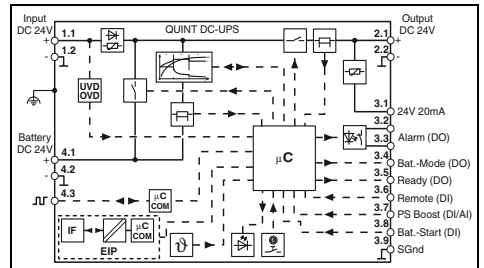 Input
DC 24V
+ 1.1
- 1.2
QUINT DC-UPS
Output
DC 24V
2.1 +
2.2 -
UVD
OVD
3.1 24V 20mA
3.2
3.3 Alarm (DO)
3.4 Bat.-Mode (DO)
3.5 Ready (DO)
3.6 Remote (DI)
3.7 PS Boost (DI/AI)
3.8 Bat.-Start (DI)
3.9 SGnd
Battery
DC 24V
+ 4.1
- 4.2
4.3
µC
µC
COM
IF
µC
COM
EIP
ϑ